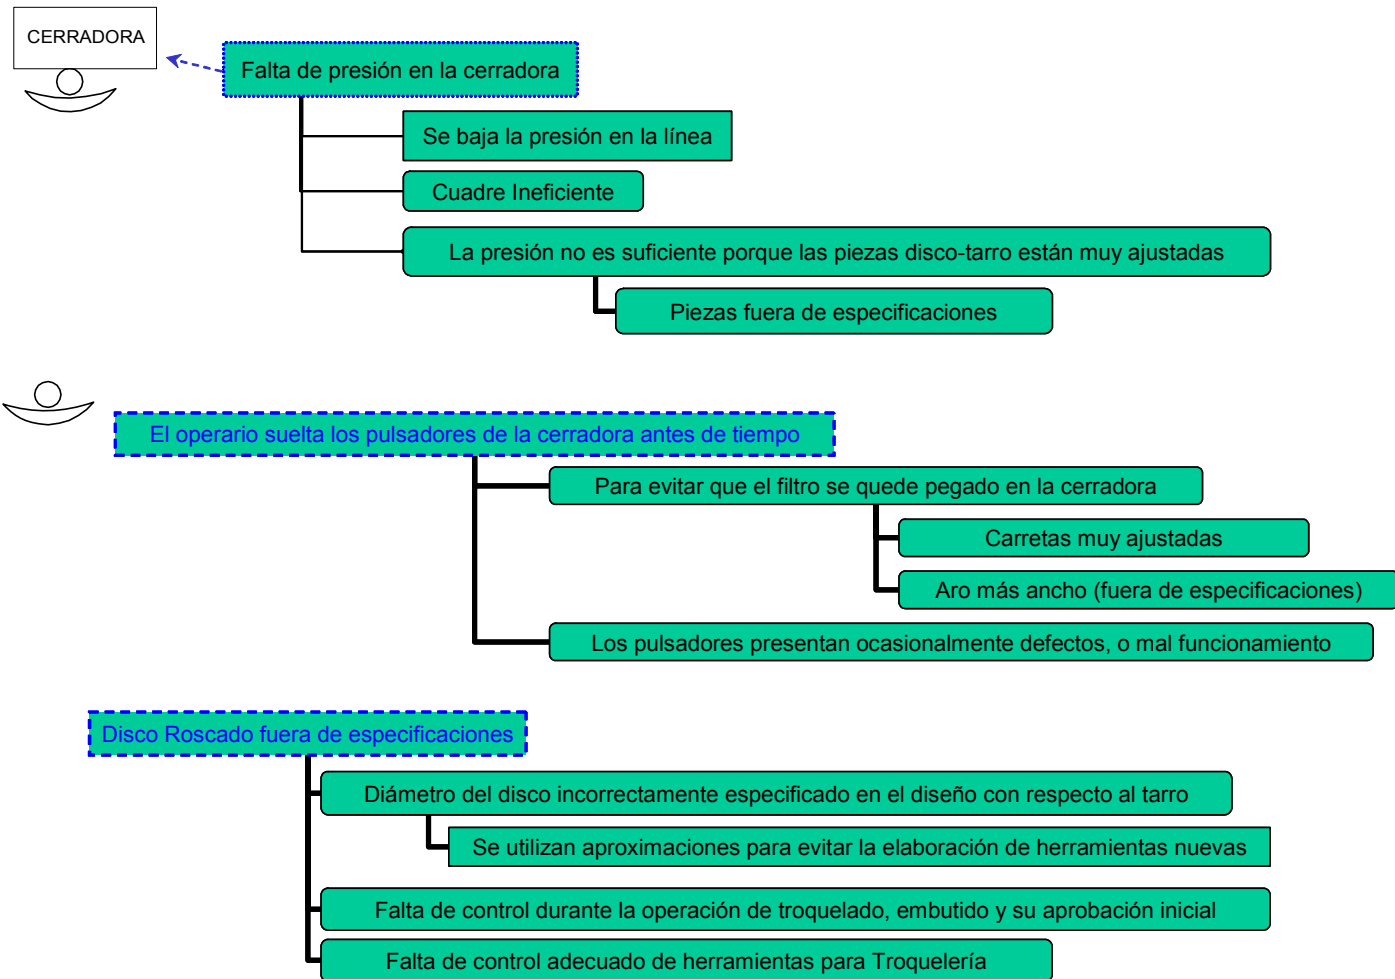 CERRADORA
Falta de presión en la cerradora
Se baja la presión en la línea
Cuadre Ineficiente
La presión no es suficiente porque las piezas disco-tarro están muy ajustadas
Piezas fuera de especificaciones
El operario suelta los pulsadores de la cerradora antes de tiempo
Para evitar que el filtro se quede pegado en la cerradora
Carretas muy ajustadas
Aro más ancho (fuera de especificaciones)
Los pulsadores presentan ocasionalmente defectos, o mal funcionamiento
Disco Roscado fuera de especificaciones
Diámetro del disco incorrectamente especificado en el diseño con respecto al tarro
Se utilizan aproximaciones para evitar la elaboración de herramientas nuevas
Falta de control durante la operación de troquelado, embutido y su aprobación inicial
Falta de control adecuado de herramientas para Troquelería